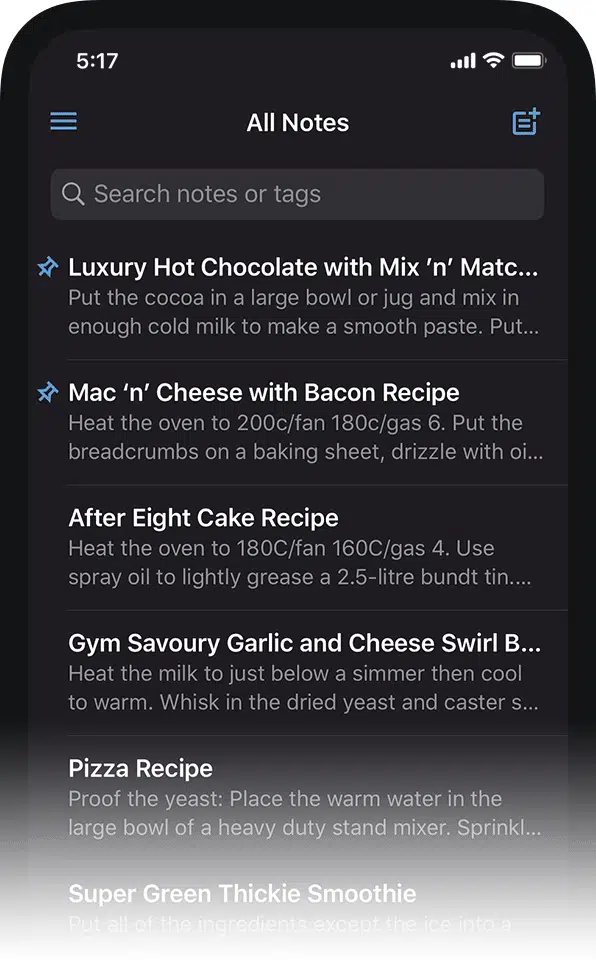 5:17
All Notes
Search notes or tags
Luxury Hot Chocolate with Mix ’n’ Matc...
Put the cocoa in a large bowl or jug and mix in
enough cold milk to make a smooth paste. Put...
Mac ‘n’ Cheese with Bacon Recipe
Heat the oven to 200c/fan 180c/gas 6. Put the
breadcrumbs on a baking sheet, drizzle with oi...
After Eight Cake Recipe
Heat the oven to 180C/fan 160C/gas 4. Use
spray oil to lightly grease a 2.5-litre bundt tin....
Gym Savoury Garlic and Cheese Swirl B...
Heat the milk to just below a simmer then cool
to warm. Whisk in the dried yeast and caster s...
Pizza Recipe
Proof the yeast: Place the warm water in the
large bowl of a heavy duty stand mixer. Sprinkl...
Super Green Thickie Smoothie
Put all of the ingredients except the ice into a